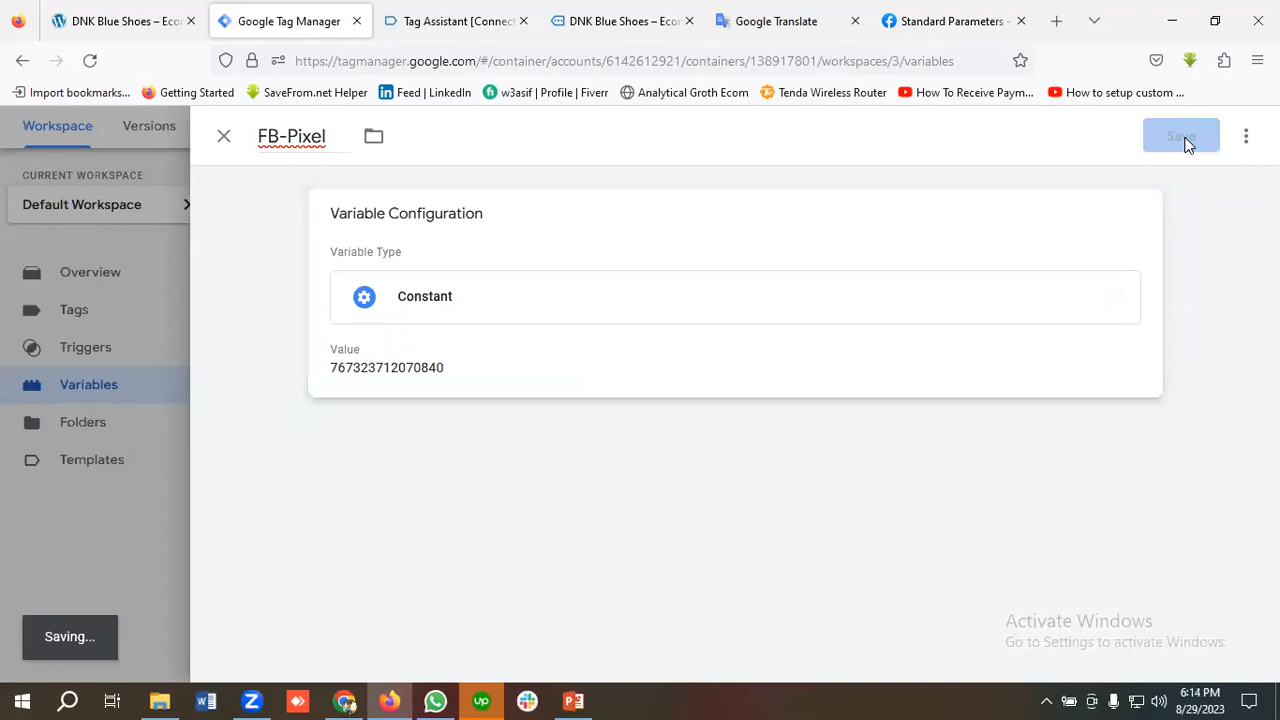 DNK Blue Shoes – Ecor
Google Tag Manager
Tag Assistant [Connect
DNK Blue Shoes – Ecor
Google Translate
Standard Parameters -
https://tagmanager.google.com/#/container/accounts/6142612921/containers/138917801/workspaces/3/variables
Import bookmarks...
Getting Started
SaveFrom.net Helper
Feed | LinkedIn
w3asif | Profile | Fiverr
Analytical Groth Ecom
Tenda Wireless Router
How To Receive Paym...
How to setup custom ...
Workspace
Versions
FB-Pixel
Save
CURRENT WORKSPACE
Default Workspace
Variable Configuration
Variable Type
Constant
Value
767323712070840
Overview
Tags
Triggers
Variables
Folders
Templates
Saving...
Activate Windows
Go to Settings to activate Windows.
6:14 PM
8/29/2023